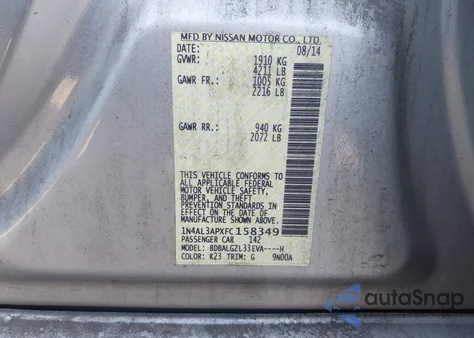 MFD BY NISSAN MOTOR CO., LTD.
DATE: 08/14
GVWR: 1910 KG
4211 LB
GAWR FR: 1005 KG
2216 LB
GAWR RR: 940 KG
2072 LB
THIS VEHICLE CONFORMS TO
ALL APPLICABLE FEDERAL
MOTOR VEHICLE SAFETY,
BUMPER, AND THEFT
PREVENTION STANDARDS IN
EFFECT ON THE DATE OF
MANUFACTURE SHOWN ABOVE.
1N4AL3APXFC158349
PASSENGER CAR 142
MODEL: BDBALGZL33EVA----H
COLOR: K23 TRIM: G 9N00A
autoSnap